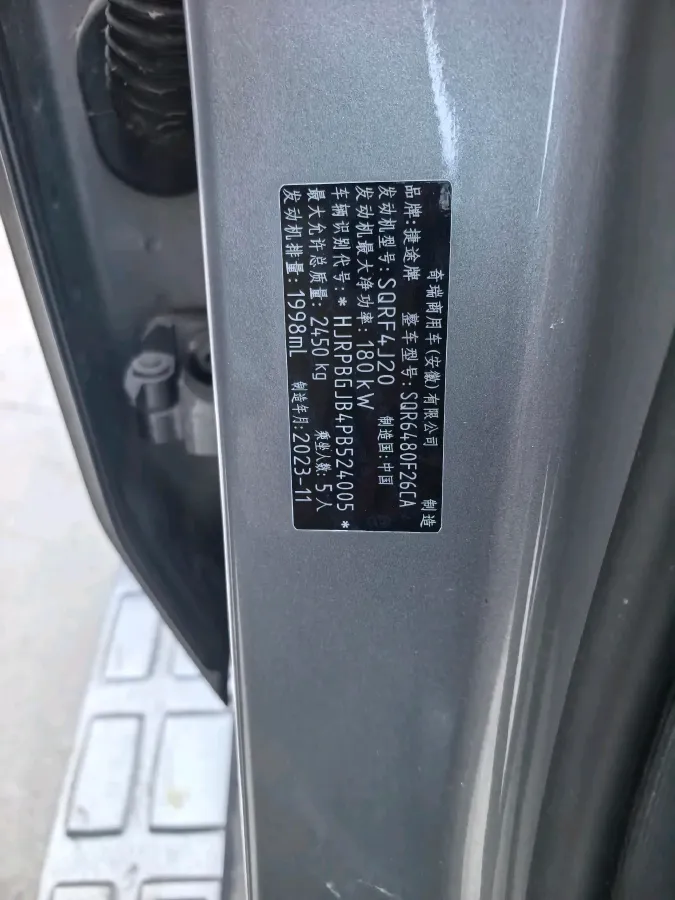 奇瑞商用车(安徽)有限公司 制造
品牌:捷途牌 整车型号:SQR6480F26CA
发动机型号:SQRF4J20 制造国:中国
发动机最大净功率:180kW
车辆识别代号:*HJRPBGJB4PB524005*
最大允许总质量:2450kg 乘坐人数:5人
发动机排量:1998mL 制造年月:2023-11